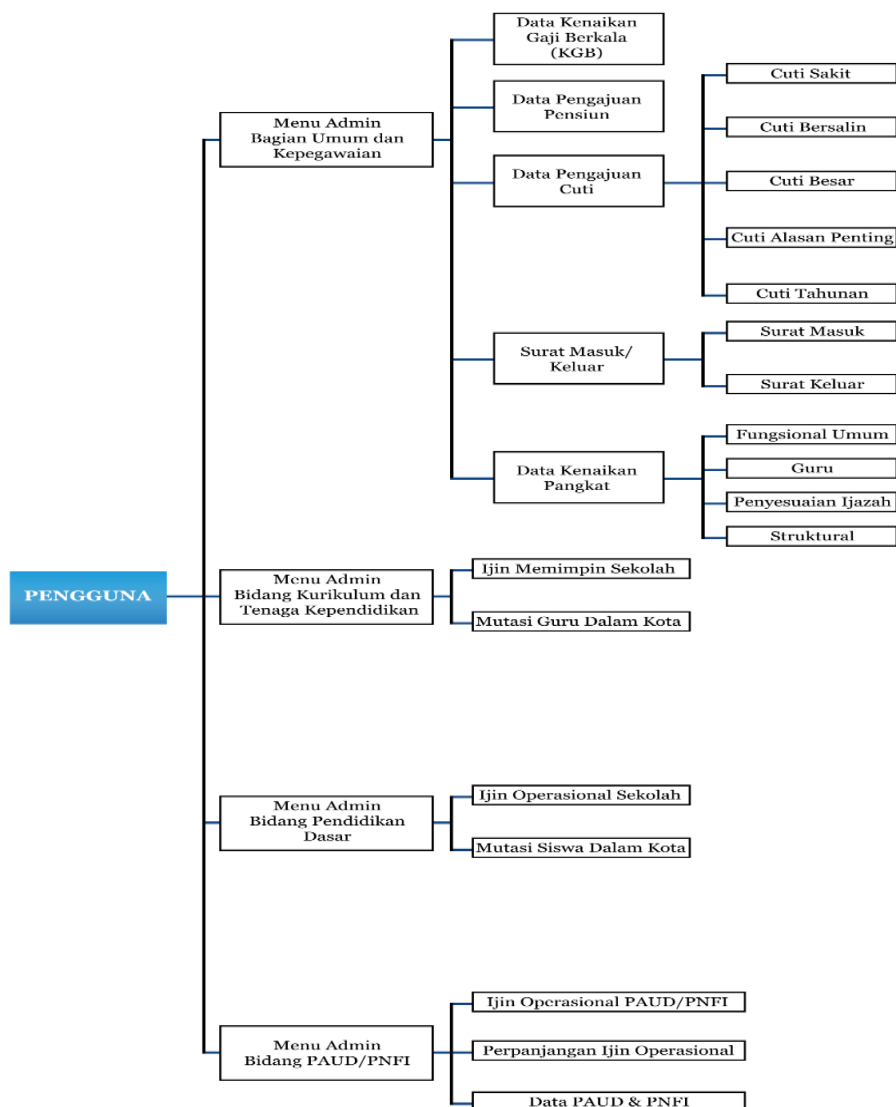 PENGGUNA
Menu Admin
Bagian Umum dan
Kepegawaian
Data Kenaikan
Gaji Berkala
(KGB)
Data Pengajuan
Pensiun
Data Pengajuan
Cuti
Cuti Sakit
Cuti Bersalin
Cuti Besar
Cuti Alasan Penting
Cuti Tahunan
Surat Masuk/
Keluar
Surat Masuk
Surat Keluar
Data Kenaikan
Pangkat
Fungsional Umum
Guru
Penyesuaian Ijazah
Struktural
Menu Admin
Bidang Kurikulum dan
Tenaga Kependidikan
Ijin Memimpin Sekolah
Mutasi Guru Dalam Kota
Menu Admin
Bidang Pendidikan
Dasar
Ijin Operasional Sekolah
Mutasi Siswa Dalam Kota
Menu Admin
Bidang PAUD/PNFI
Ijin Operasional PAUD/PNFI
Perpanjangan Ijin Operasional
Data PAUD & PNFI